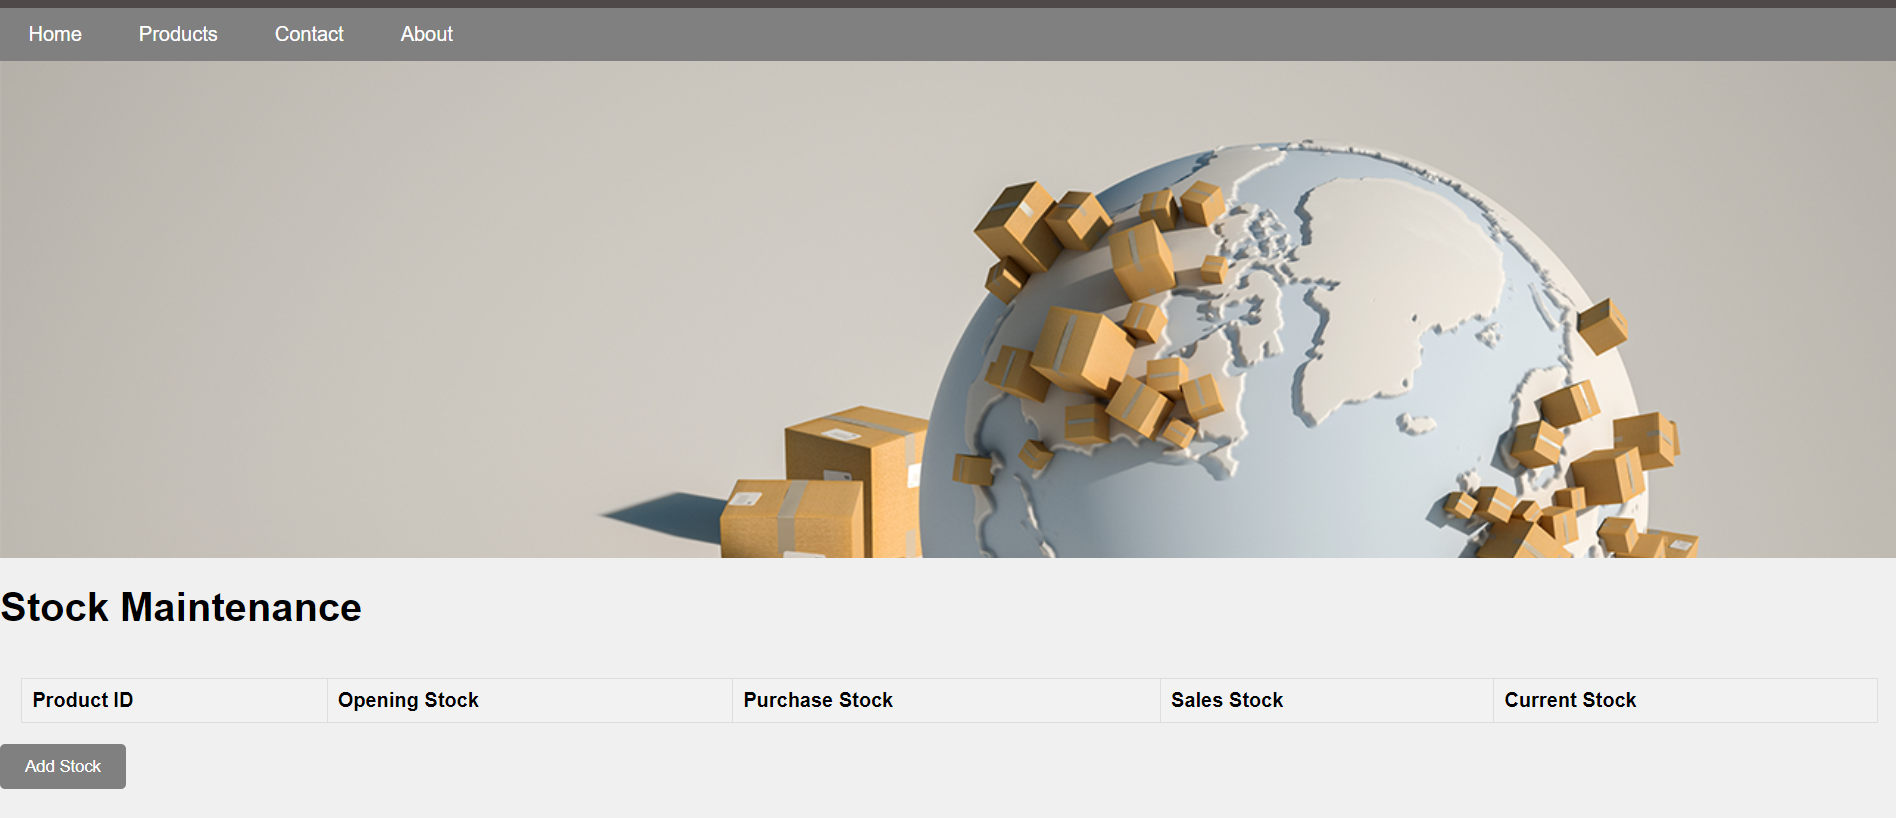 Home Products Contact About
Stock Maintenance
Product ID Opening Stock Purchase Stock Sales Stock Current Stock
Add Stock